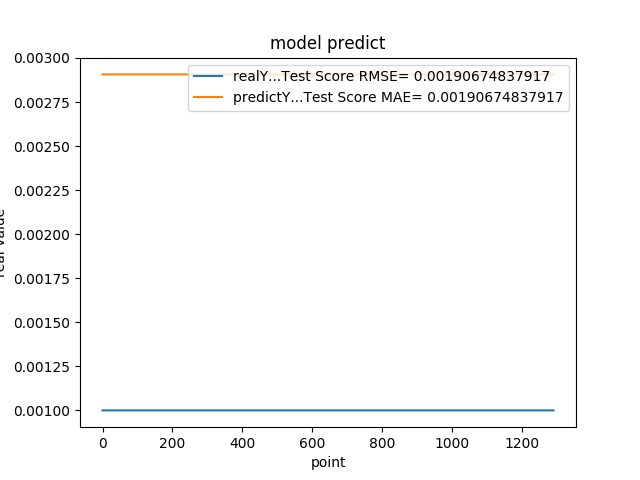 model predict
realY...Test Score RMSE= 0.00190674837917
predictY...Test Score MAE= 0.00190674837917
0.00300
0.00275
0.00250
0.00225
0.00200
0.00175
0.00150
0.00125
0.00100
real value
0 200 400 600 800 1000 1200
point